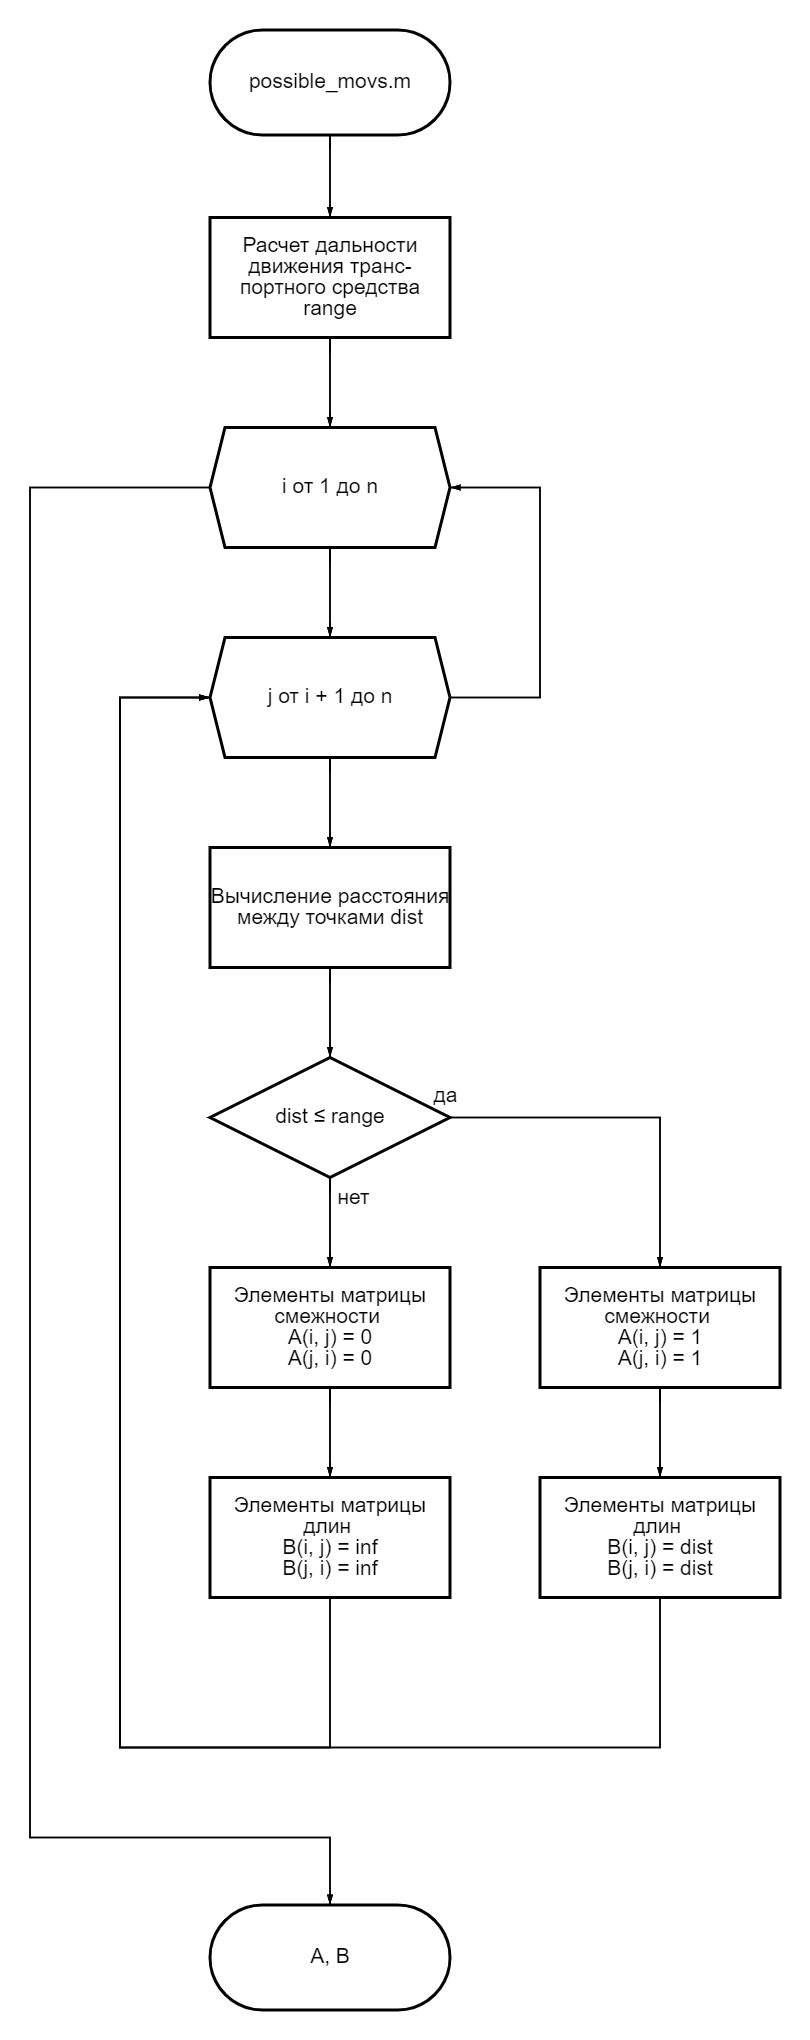 possible_movs.m
Расчет дальности
движения транс-
портного средства
range
i от 1 до n
j от i + 1 до n
Вычисление расстояния
между точками dist
dist ≤ range
да
нет
Элементы матрицы
смежности
A(i, j) = 0
A(j, i) = 0
Элементы матрицы
смежности
A(i, j) = 1
A(j, i) = 1
Элементы матрицы
длин
B(i, j) = inf
B(j, i) = inf
Элементы матрицы
длин
B(i, j) = dist
B(j, i) = dist
A, B